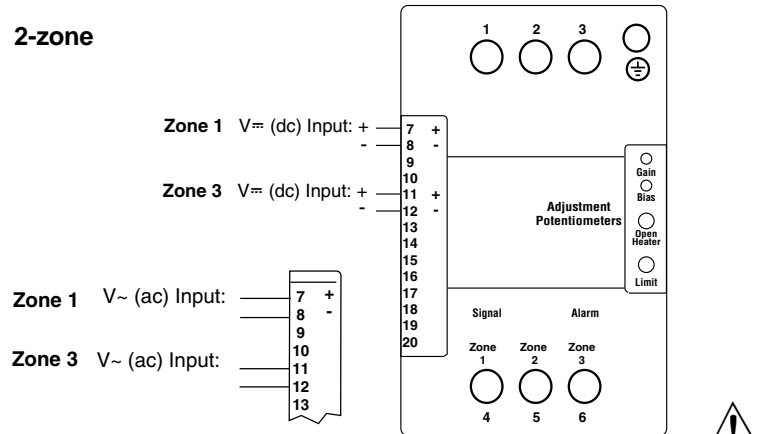 2-zone
1 2 3
Zone 1 V⎓ (dc) Input: +
-
Zone 3 V⎓ (dc) Input: +
-
7 +
8 -
9
10
11 +
12 -
13
14
15
16
17
18
19
20
Gain
Bias
Open
Heater
Limit
Adjustment
Potentiometers
Zone 1 V~ (ac) Input:
Zone 3 V~ (ac) Input:
7 +
8 -
9
10
11
12
13
Signal Alarm
Zone Zone Zone
1 2 3
4 5 6